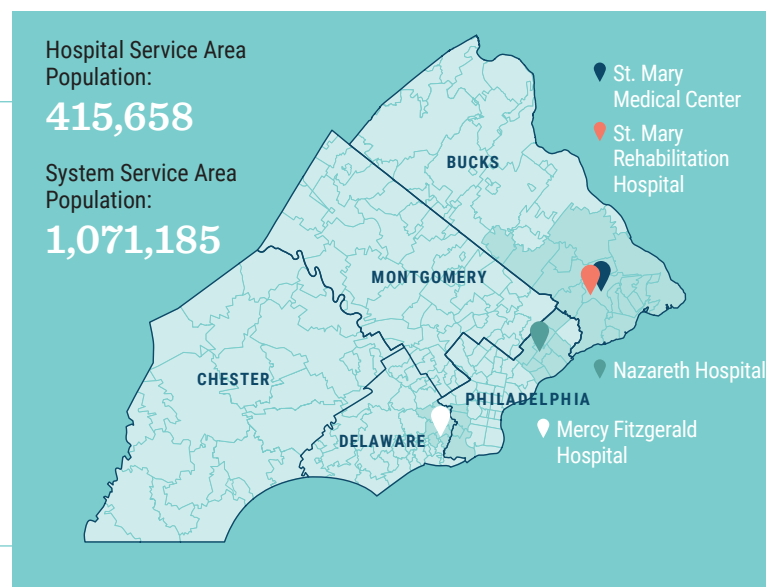 Hospital Service Area
Population:
415,658
System Service Area
Population:
1,071,185
St. Mary
Medical Center
St. Mary
Rehabilitation
Hospital
BUCKS
MONTGOMERY
CHESTER
Nazareth Hospital
PHILADELPHIA
DELAWARE
Mercy Fitzgerald
Hospital